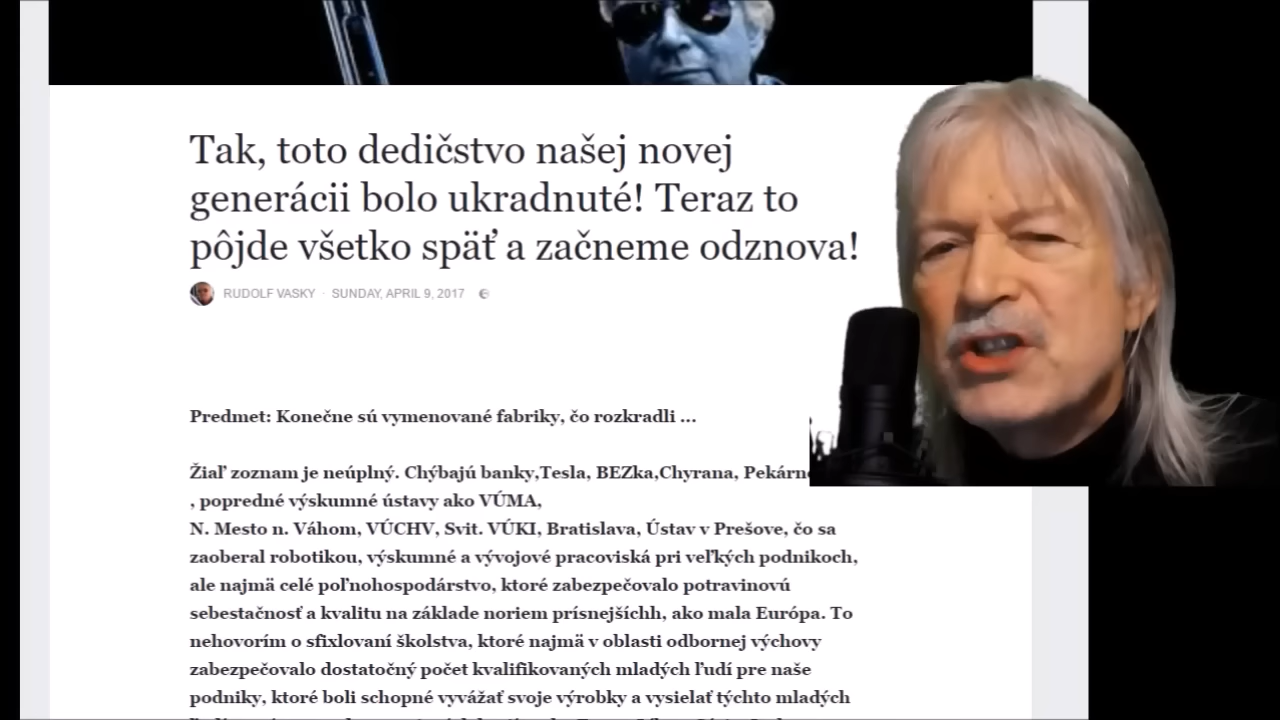 Tak, toto dedičstvo našej novej
generácii bolo ukradnuté! Teraz to
pôjde všetko späť a začneme odznova!
RUDOLF VASKY · SUNDAY, APRIL 9, 2017
Predmet: Konečne sú vymenované fabriky, čo rozkradli ...
Žiaľ zoznam je neúplný. Chýbajú banky,Tesla, BEZka,Chyrana,
, popredné výskumné ústavy ako VÚMA,
N. Mesto n. Váhom, VÚCHV, Svit. VÚKI, Bratislava, Ústav v Prešove, čo sa
zaoberal robotikou, výskumné a vývojové pracoviská pri veľkých podnikoch,
ale najmä celé poľnohospodárstvo, ktoré zabezpečovalo potravinovú
sebestačnosť a kvalitu na základe noriem prísnejšíchh, ako mala Európa. To
nehovorím o sfixlovaní školstva, ktoré najmä v oblasti odbornej výchovy
zabezpečovalo dostatočný počet kvalifikovaných mladých ľudí pre naše
podniky, ktoré boli schopné vyvážať svoje výrobky a vysielať týchto mladých